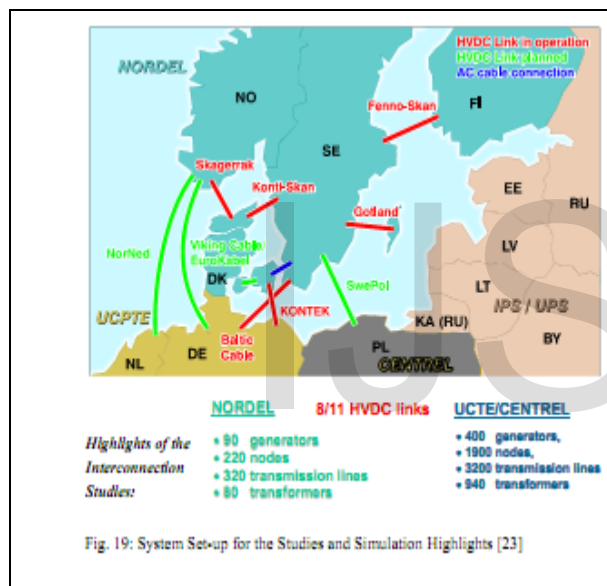 HVDC Link in operation
HVDC Link planned
AC cable connection
NORDEL
NO
FI
Fenno-Skan
SE
Skagerrak
Konti-Skan
EE
RU
Gotland
NorNed
Viking Cable/
EuroKabel
LV
DK
SwePol
LT
IPS / UPS
UCPTE
KONTEK
KA (RU)
BY
Baltic
Cable
NL
DE
PL
CENTREL
IJS
NORDEL
8/11 HVDC links
UCTE/CENTREL
Highlights of the
Interconnection
Studies:
• 90 generators
• 220 nodes
• 320 transmission lines
• 80 transformers
• 400 generators,
• 1900 nodes,
• 3200 transmission lines
• 940 transformers
Fig. 19: System Set-up for the Studies and Simulation Highlights [23]